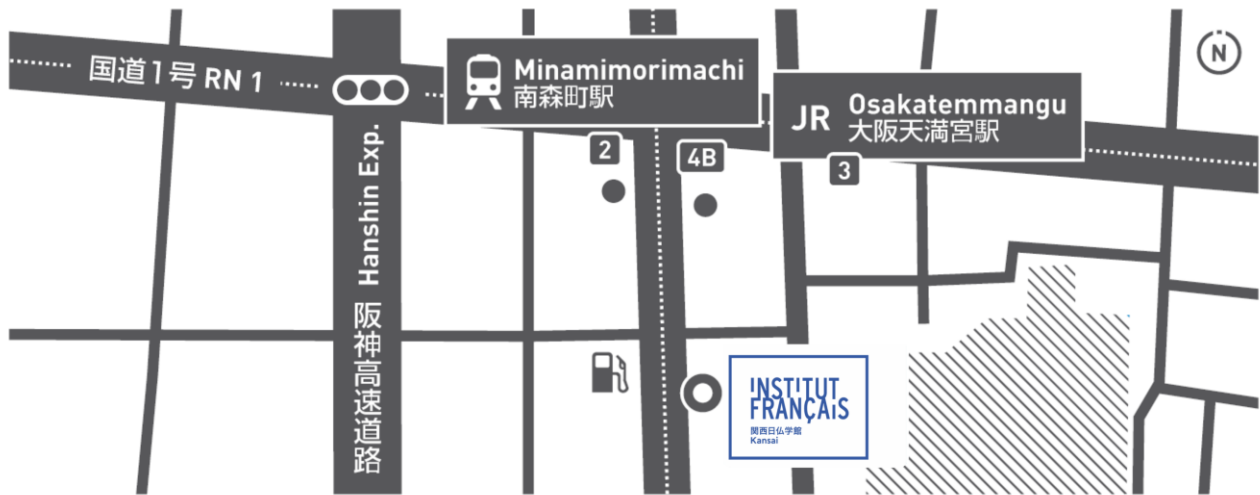 国道1号 RN 1
Minamimorimachi
南森町駅
JR
Osakatemmangu
大阪天満宮駅
N
2
4B
3
Hanshin Exp.
阪神高速道路
INSTITUT
FRANÇAIS
関西日仏学館
Kansai